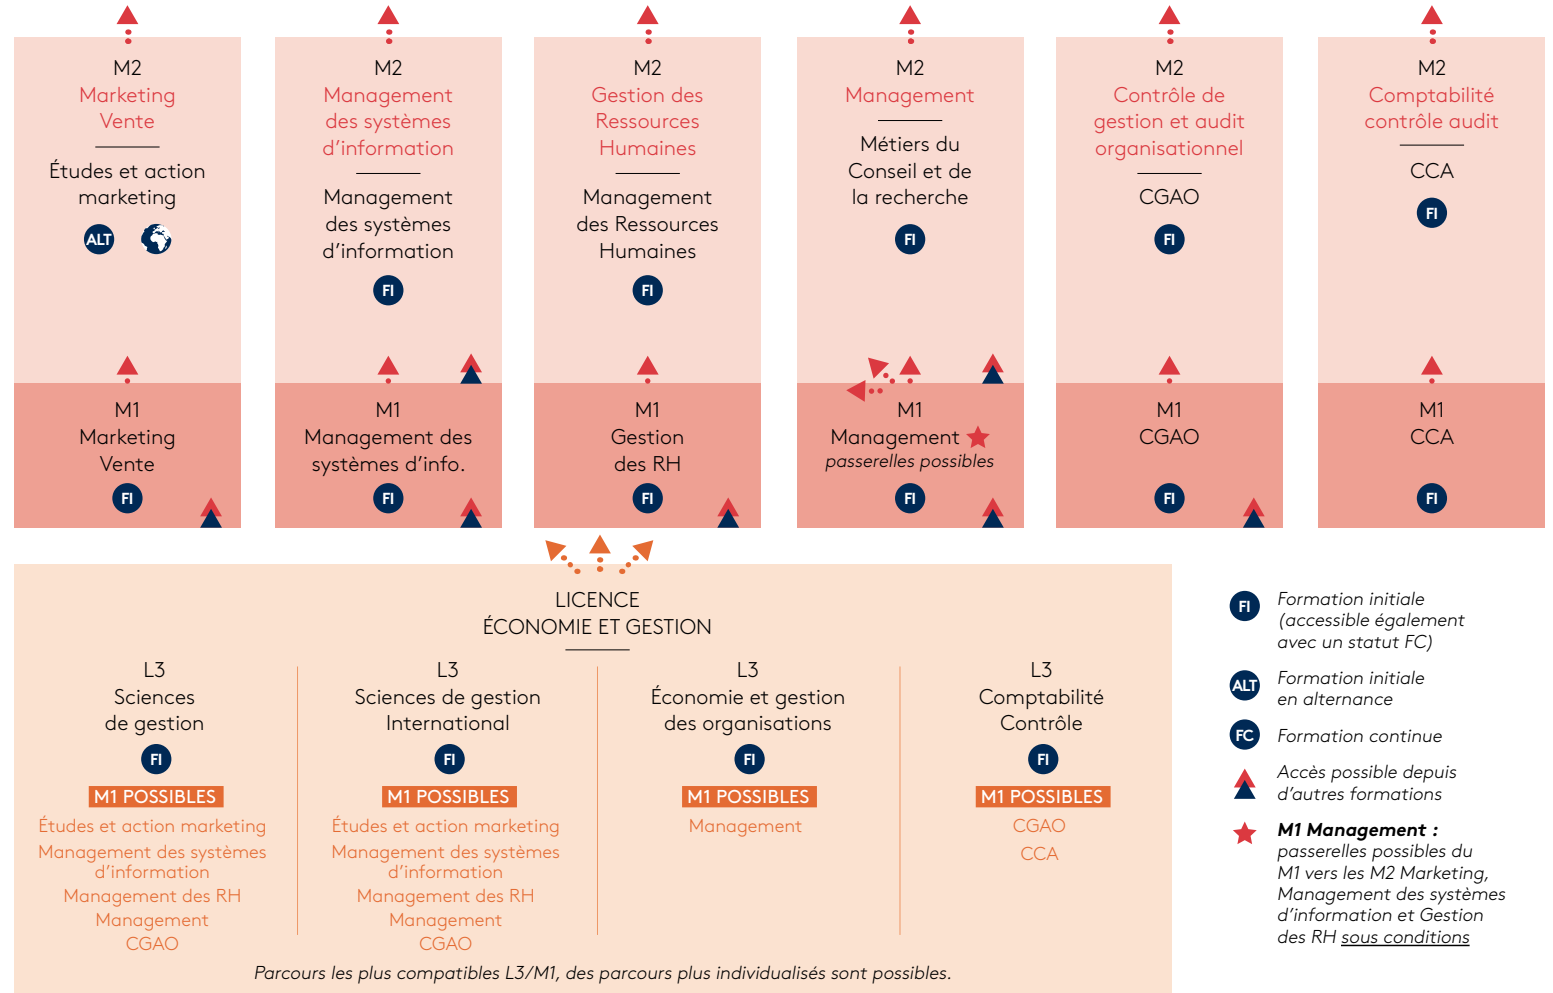 M2
Marketing
Vente
Études et action
marketing
ALT
M2
Management
des systèmes
d'information
Management
des systèmes
d'information
FI
M2
Gestion des
Ressources
Humaines
Management
des Ressources
Humaines
FI
M2
Management
Métiers du
Conseil et de
la recherche
FI
M2
Contrôle de
gestion et audit
organisationnel
CGAO
FI
M2
Comptabilité
contrôle audit
CCA
FI
M1
Marketing
Vente
FI
M1
Management des
systèmes d'info.
FI
M1
Gestion
des RH
FI
M1
Management
passerelles possibles
FI
M1
CGAO
FI
M1
CCA
FI
LICENCE
ÉCONOMIE ET GESTION
L3
Sciences
de gestion
FI
M1 POSSIBLES
Études et action marketing
Management des systèmes
d'information
Management des RH
Management
CGAO
L3
Sciences de gestion
International
FI
M1 POSSIBLES
Études et action marketing
Management des systèmes
d'information
Management des RH
Management
CGAO
L3
Économie et gestion
des organisations
FI
M1 POSSIBLES
Management
L3
Comptabilité
Contrôle
FI
M1 POSSIBLES
CGAO
CCA
Parcours les plus compatibles L3/M1, des parcours plus individualisés sont possibles.
FI
Formation initiale
(accessible également
avec un statut FC)
ALT
Formation initiale
en alternance
FC
Formation continue
Accès possible depuis
d'autres formations
M1 Management :
passerelles possibles du
M1 vers les M2 Marketing,
Management des systèmes
d'information et Gestion
des RH sous conditions